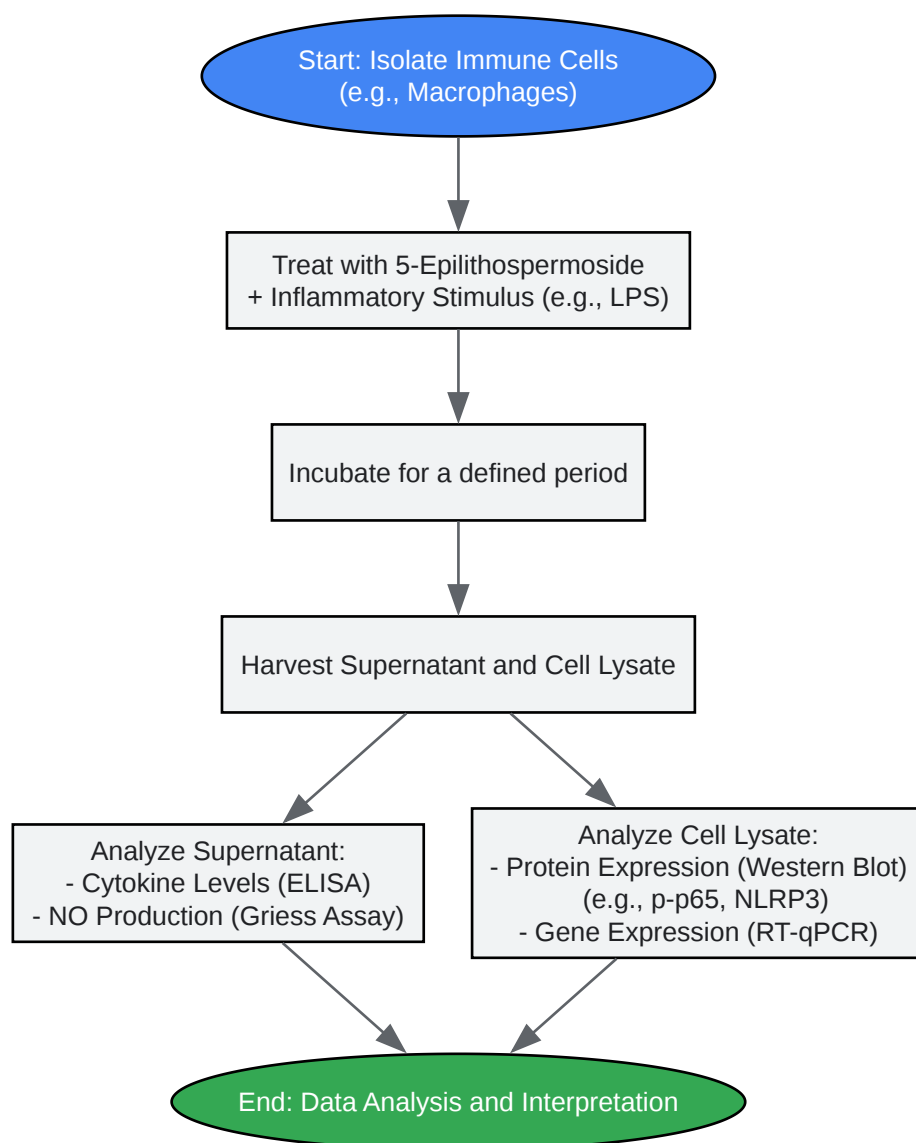 Start: Isolate Immune Cells
(e.g., Macrophages)
Treat with 5-Epilithospermoside
+ Inflammatory Stimulus (e.g., LPS)
Incubate for a defined period
Harvest Supernatant and Cell Lysate
Analyze Supernatant:
- Cytokine Levels (ELISA)
- NO Production (Griess Assay)
Analyze Cell Lysate:
- Protein Expression (Western Blot)
(e.g., p-p65, NLRP3)
- Gene Expression (RT-qPCR)
End: Data Analysis and Interpretation